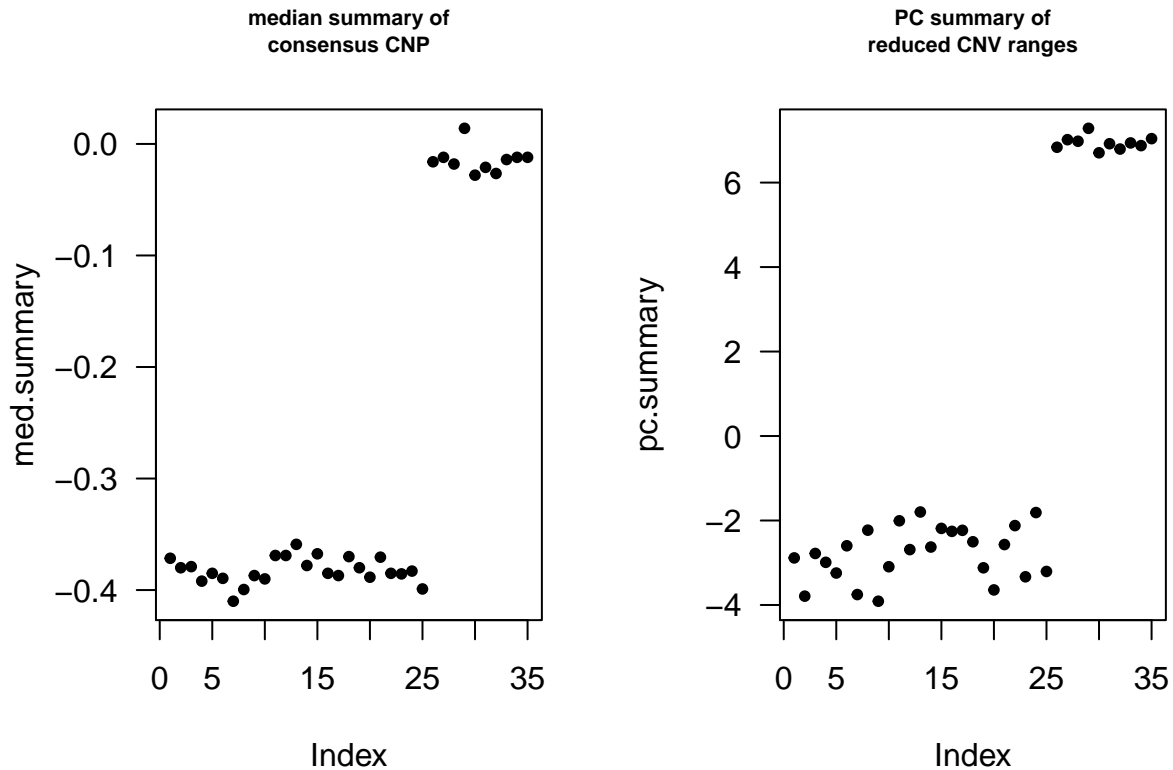 median summary of
consensus CNP
med.summary
0.0
−0.1
−0.2
−0.3
−0.4
0 5 15 25 35
Index
PC summary of
reduced CNV ranges
pc.summary
6
4
2
0
−2
−4
0 5 15 25 35
Index